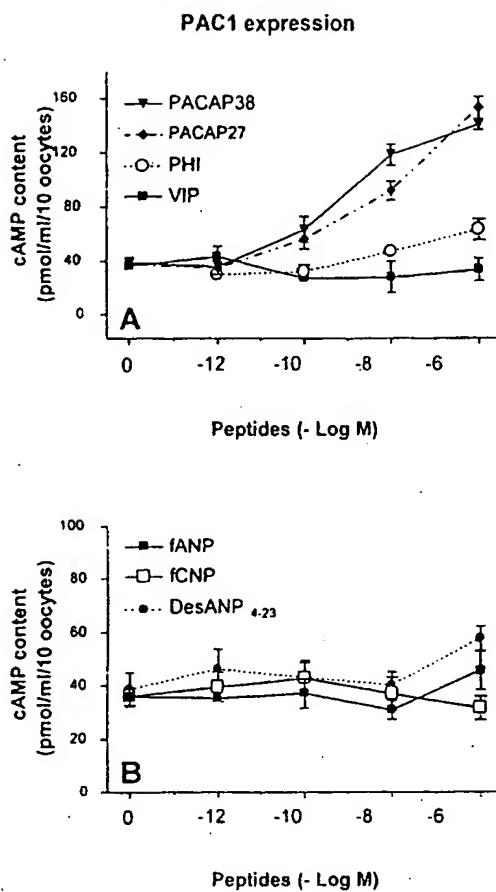 PAC1 expression
160
120
80
40
0
cAMP content
(pmol/ml/10 oocytes)
PACAP38
PACAP27
PHI
VIP
A
0 -12 -10 -8 -6
Peptides (- Log M)
100
80
60
40
20
0
cAMP content
(pmol/ml/10 oocytes)
fANP
fCNP
DesANP 4-23
B
0 -12 -10 -8 -6
Peptides (- Log M)